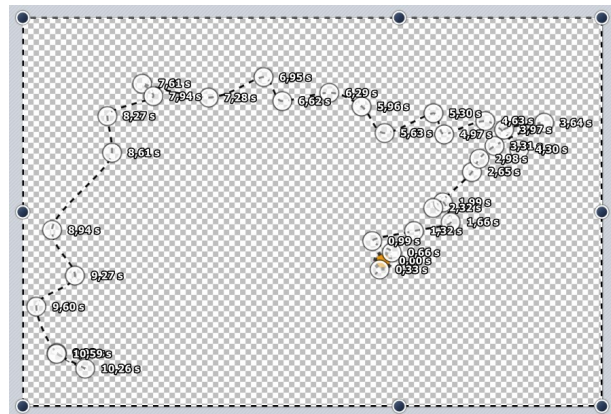 6,95 s
7,61 s
6,29 s
7,94 s
7,28 s
6,62 s
5,96 s
5,30 s
8,27 s
4,63 s
3,64 s
3,97 s
5,63 s
4,97 s
3,31
4,30 s
8,61 s
2,98 s
2,65 s
1,99 s
2,32 s
1,66 s
8,94 s
1,32 s
0,99 s
0,66 s
0,00 s
0,33 s
9,27 s
9,60 s
10,59 s
10,26 s